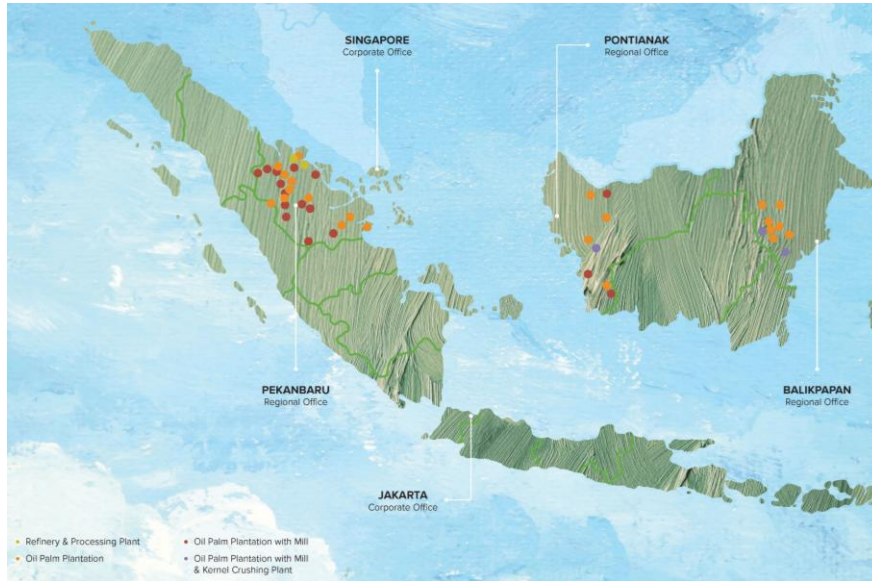 SINGAPORE
Corporate Office
PONTIANAK
Regional Office
PEKANBARU
Regional Office
BALIKPAPAN
Regional Office
JAKARTA
Corporate Office
Refinery & Processing Plant
Oil Palm Plantation
Oil Palm Plantation with Mill
Oil Palm Plantation with Mill
& Kernel Crushing Plant